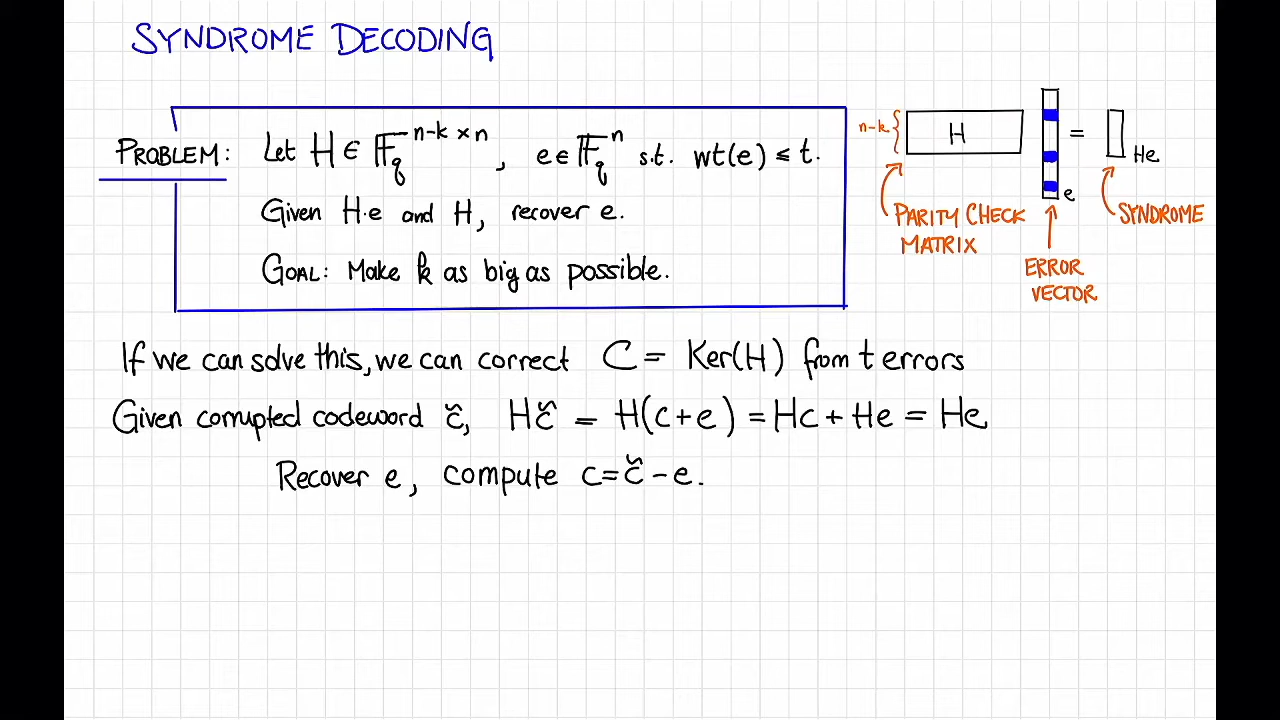 SYNDROME DECODING
PROBLEM: Let H ∈ 𝔽_q^{n-k×n}, e ∈ 𝔽_q^n s.t. wt(e) ≤ t.
Given H·e and H, recover e.
GOAL: Make k as big as possible.
n-k { H e = He
PARITY CHECK
MATRIX
ERROR
VECTOR
SYNDROME
If we can solve this, we can correct C = Ker(H) from t errors
Given corrupted codeword c̆, Hc̆ = H(c+e) = Hc + He = He
Recover e, compute c = c̆ - e.